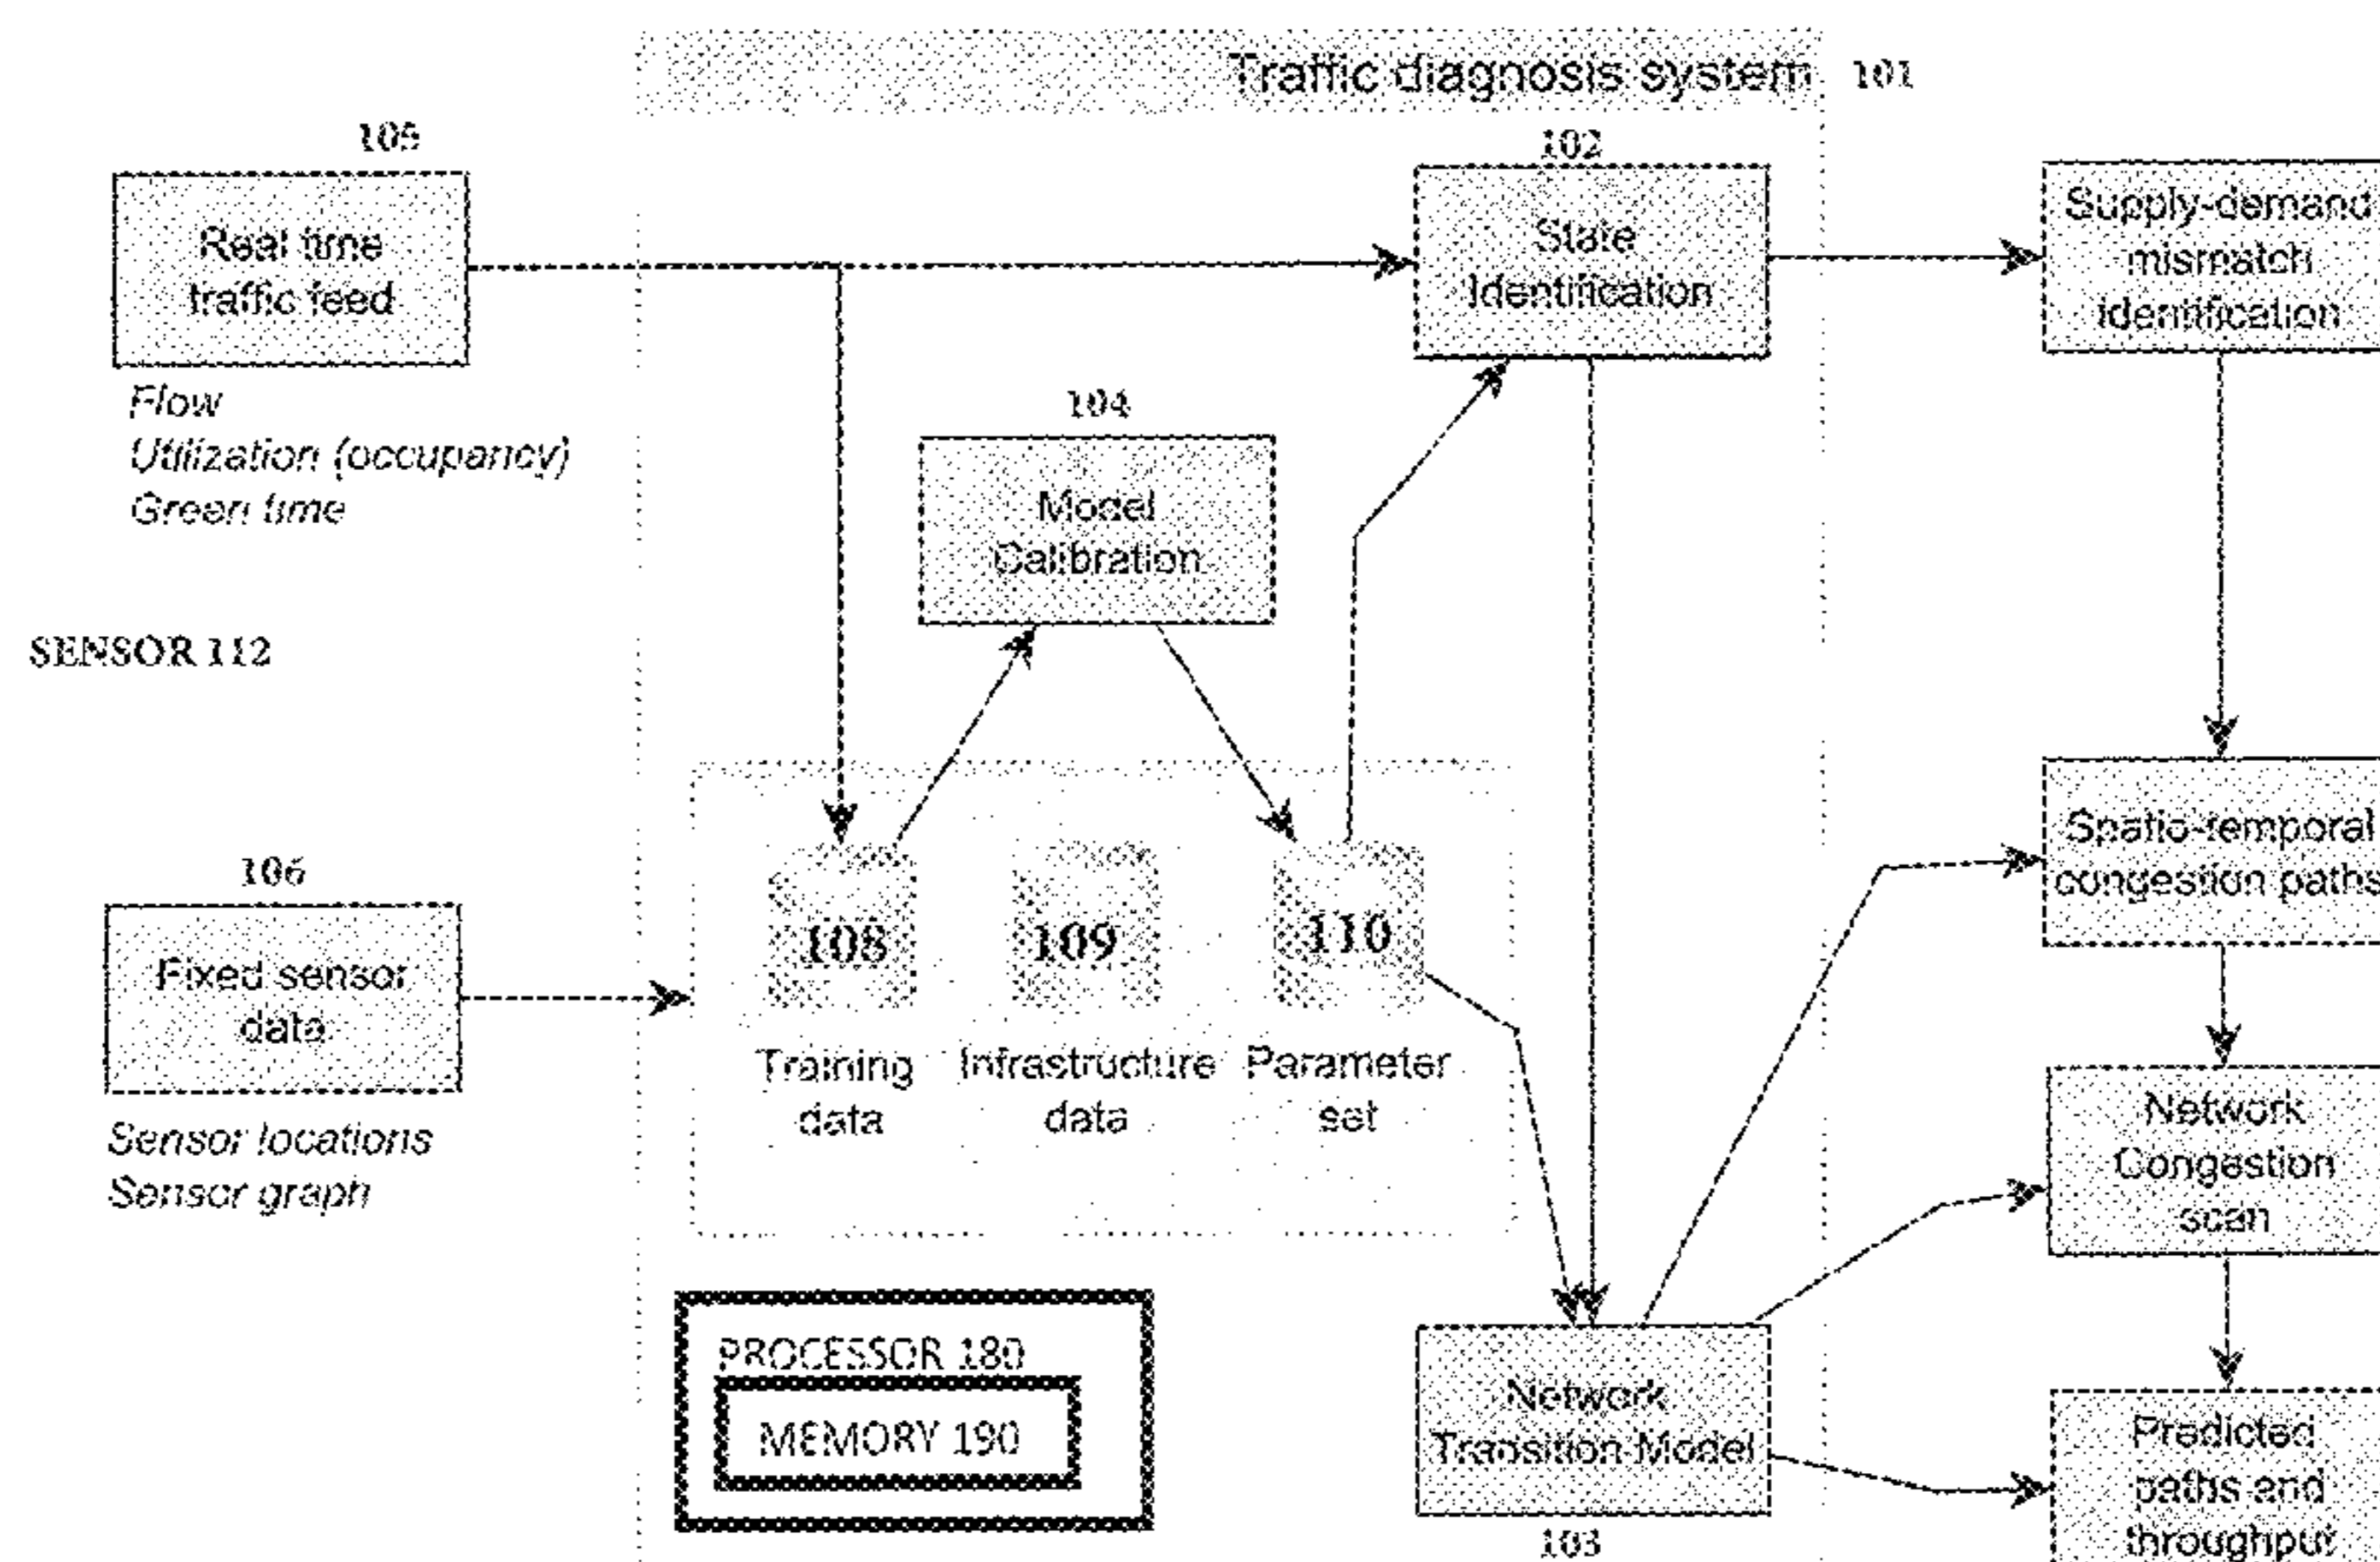 Traffic diagnosis system
101
105
Real time
traffic feed
Flow
Utilization (occupancy)
Green time
102
State
Identification
Supply-demand
mismatch
identification
104
Model
Calibration
SENSOR 112
106
Fixed sensor
data
Sensor locations
Sensor graph
108
Training
data
109
Infrastructure
data
110
Parameter
set
Spatio-temporal
congestion paths
Network
Congestion
scan
PROCESSOR 180
MEMORY 190
Network
Transition Model
103
Predicted
paths and
throughput